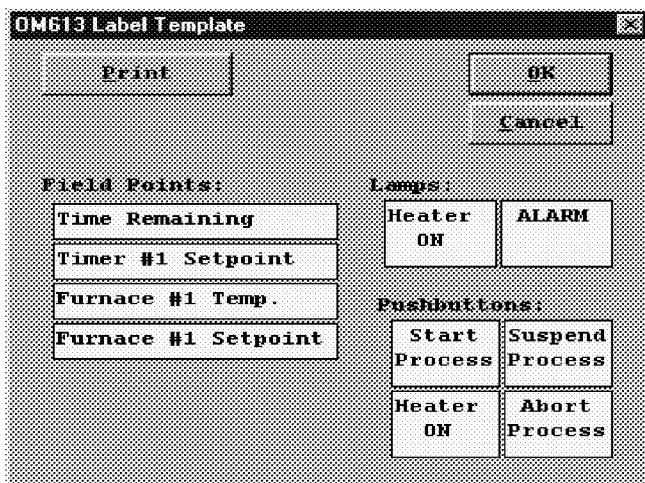 OM613 Label Template
Print
OK
Cancel
Field Points:
Time Remaining
Timer #1 Setpoint
Furnace #1 Temp.
Furnace #1 Setpoint
Lamps:
Heater
ON
ALARM
Pushbuttons:
Start
Process
Suspend
Process
Heater
ON
Abort
Process